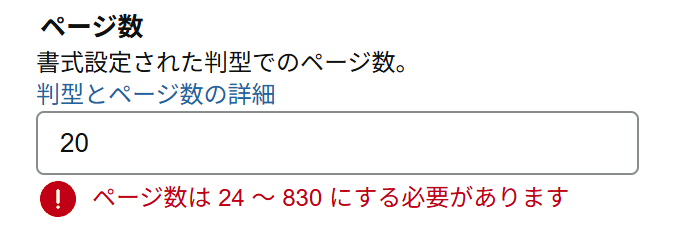 ページ数
書式設定された判型でのページ数。
判型とページ数の詳細
20
ページ数は 24 ～ 830 にする必要があります